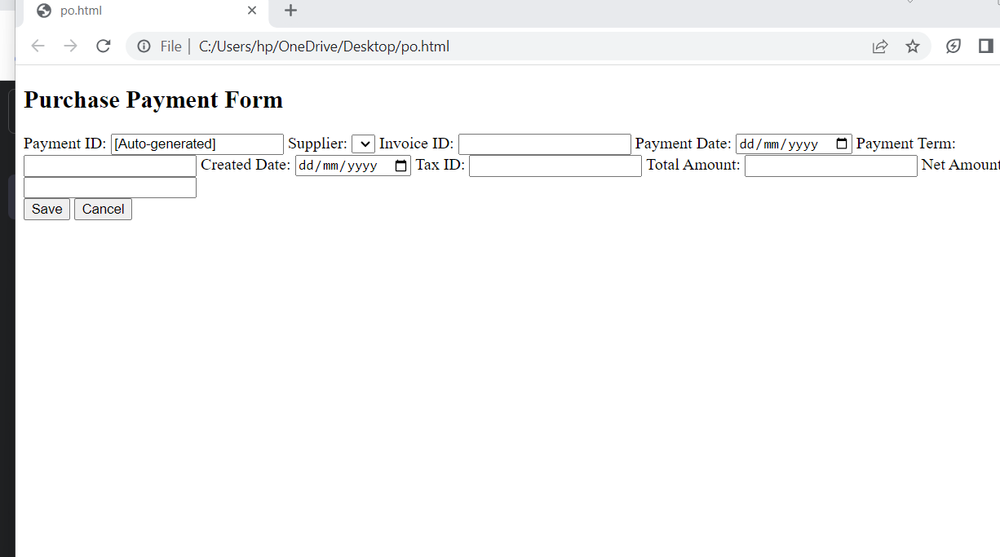 po.html
File | C:/Users/hp/OneDrive/Desktop/po.html
Purchase Payment Form
Payment ID: [Auto-generated] Supplier: Invoice ID: Payment Date: dd/mm/yyyy Payment Term:
Created Date: dd/mm/yyyy Tax ID: Total Amount: Net Amount
Save Cancel